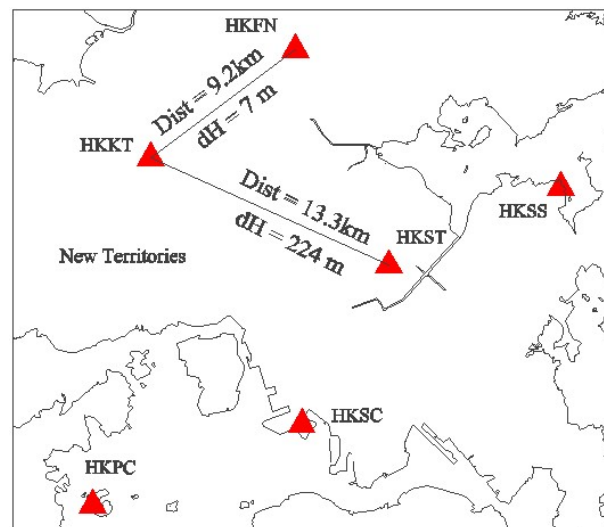 HKFN
Dist = 9.2km
dH = 7 m
HKKT
Dist = 13.3km
dH = 224 m
HKSS
HKST
New Territories
HKSC
HKPC